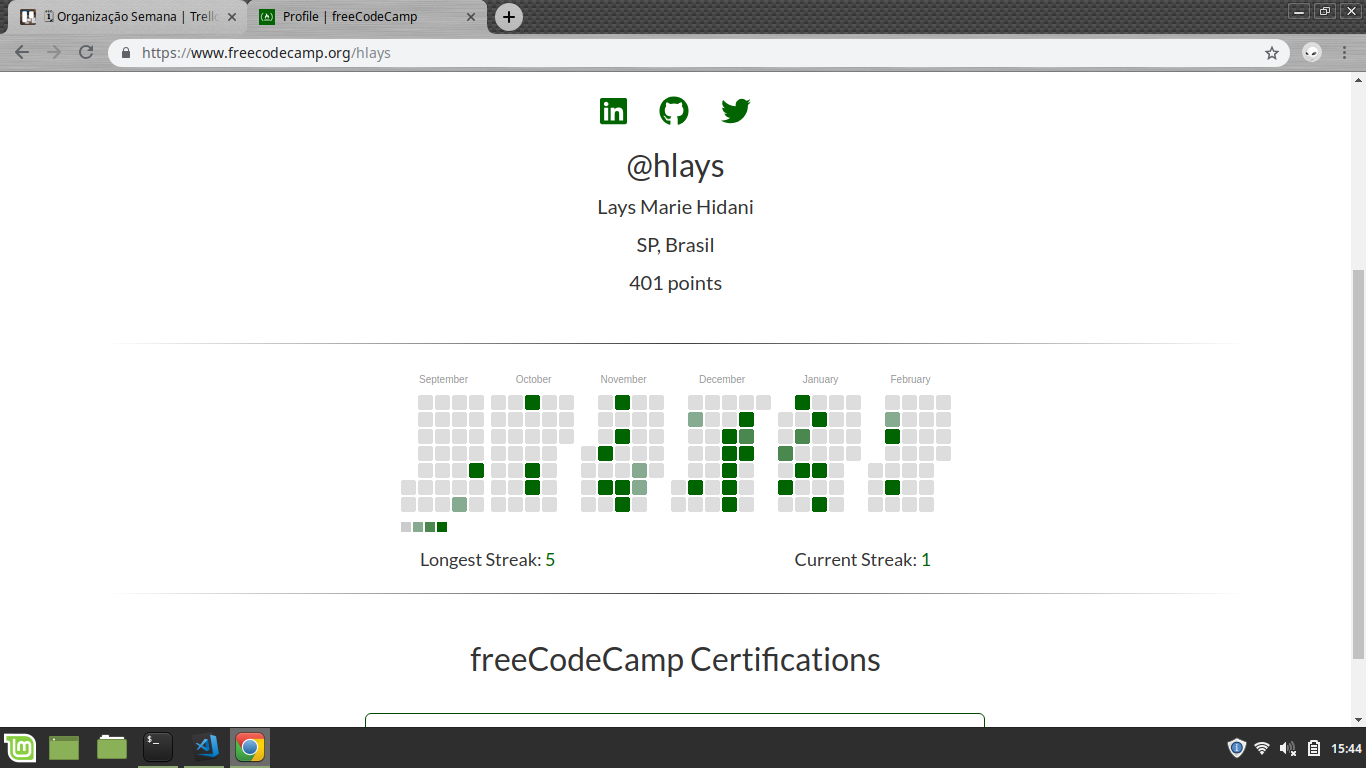 Organização Semana | Trello
Profile | freeCodeCamp
https://www.freecodecamp.org/hlays
@hlays
Lays Marie Hidani
SP, Brasil
401 points
September October November December January February
Longest Streak: 5 Current Streak: 1
freeCodeCamp Certifications
15:44